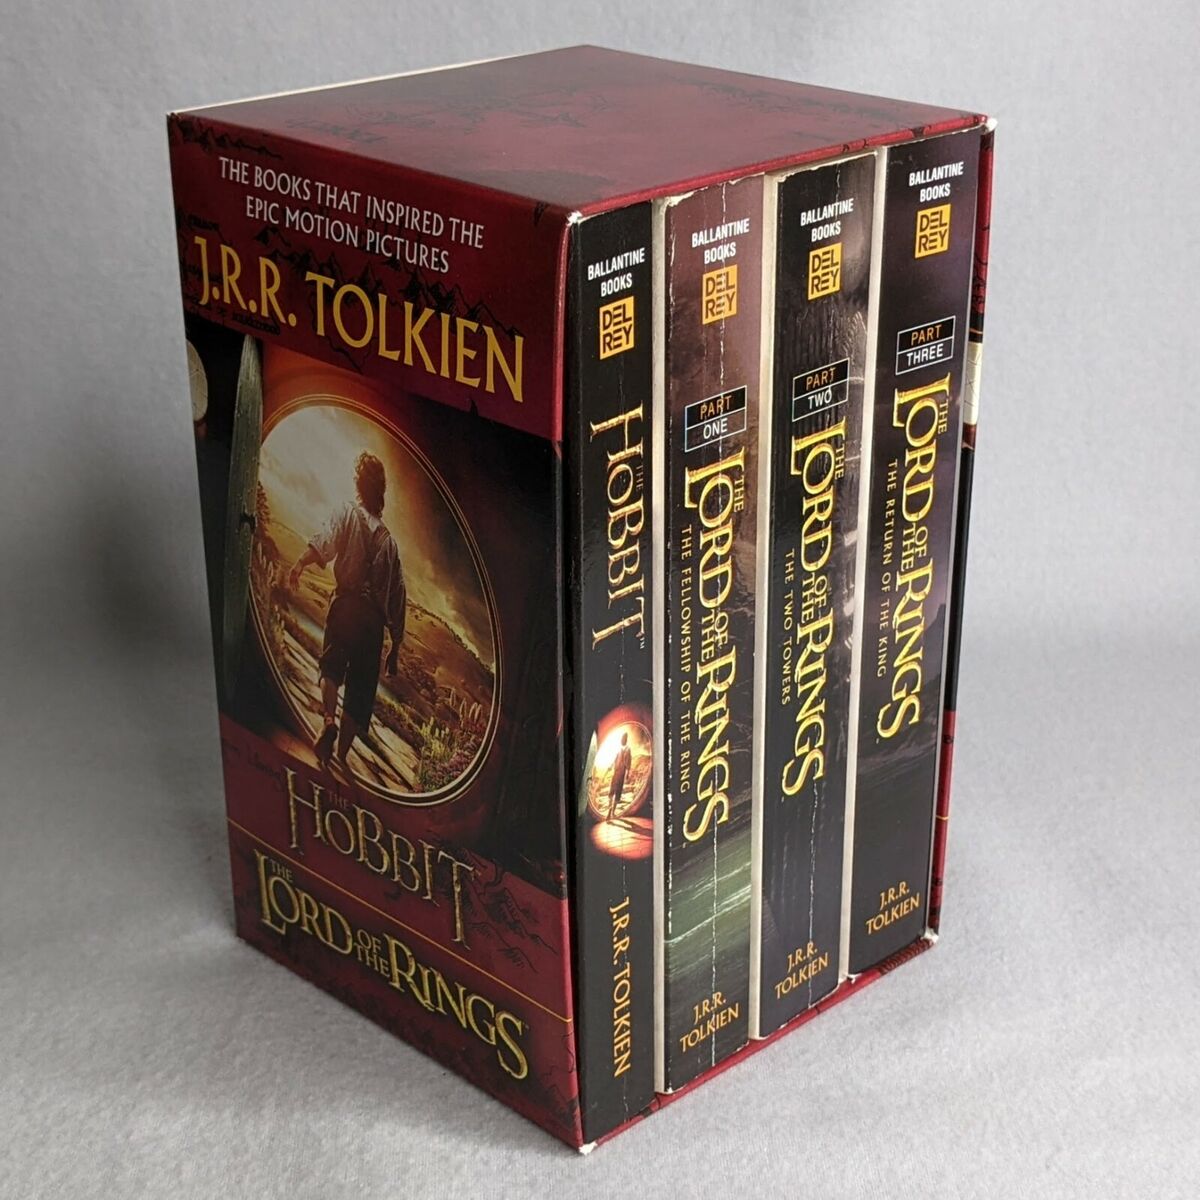 THE BOOKS THAT INSPIRED THE
EPIC MOTION PICTURES
J.R.R. TOLKIEN
THE
HOBBIT
THE
LORD OF
THE RINGS
BALLANTINE
BOOKS
DEL
REY
THE
HOBBIT™
J.R.R. TOLKIEN
BALLANTINE
BOOKS
DEL
REY
PART
ONE
THE
LORD OF
THE RINGS
THE FELLOWSHIP OF THE RING
J.R.R.
TOLKIEN
BALLANTINE
BOOKS
DEL
REY
PART
TWO
THE
LORD OF
THE RINGS
THE TWO TOWERS
J.R.R.
TOLKIEN
BALLANTINE
BOOKS
DEL
REY
PART
THREE
THE
LORD OF
THE RINGS
THE RETURN OF THE KING
J.R.R.
TOLKIEN